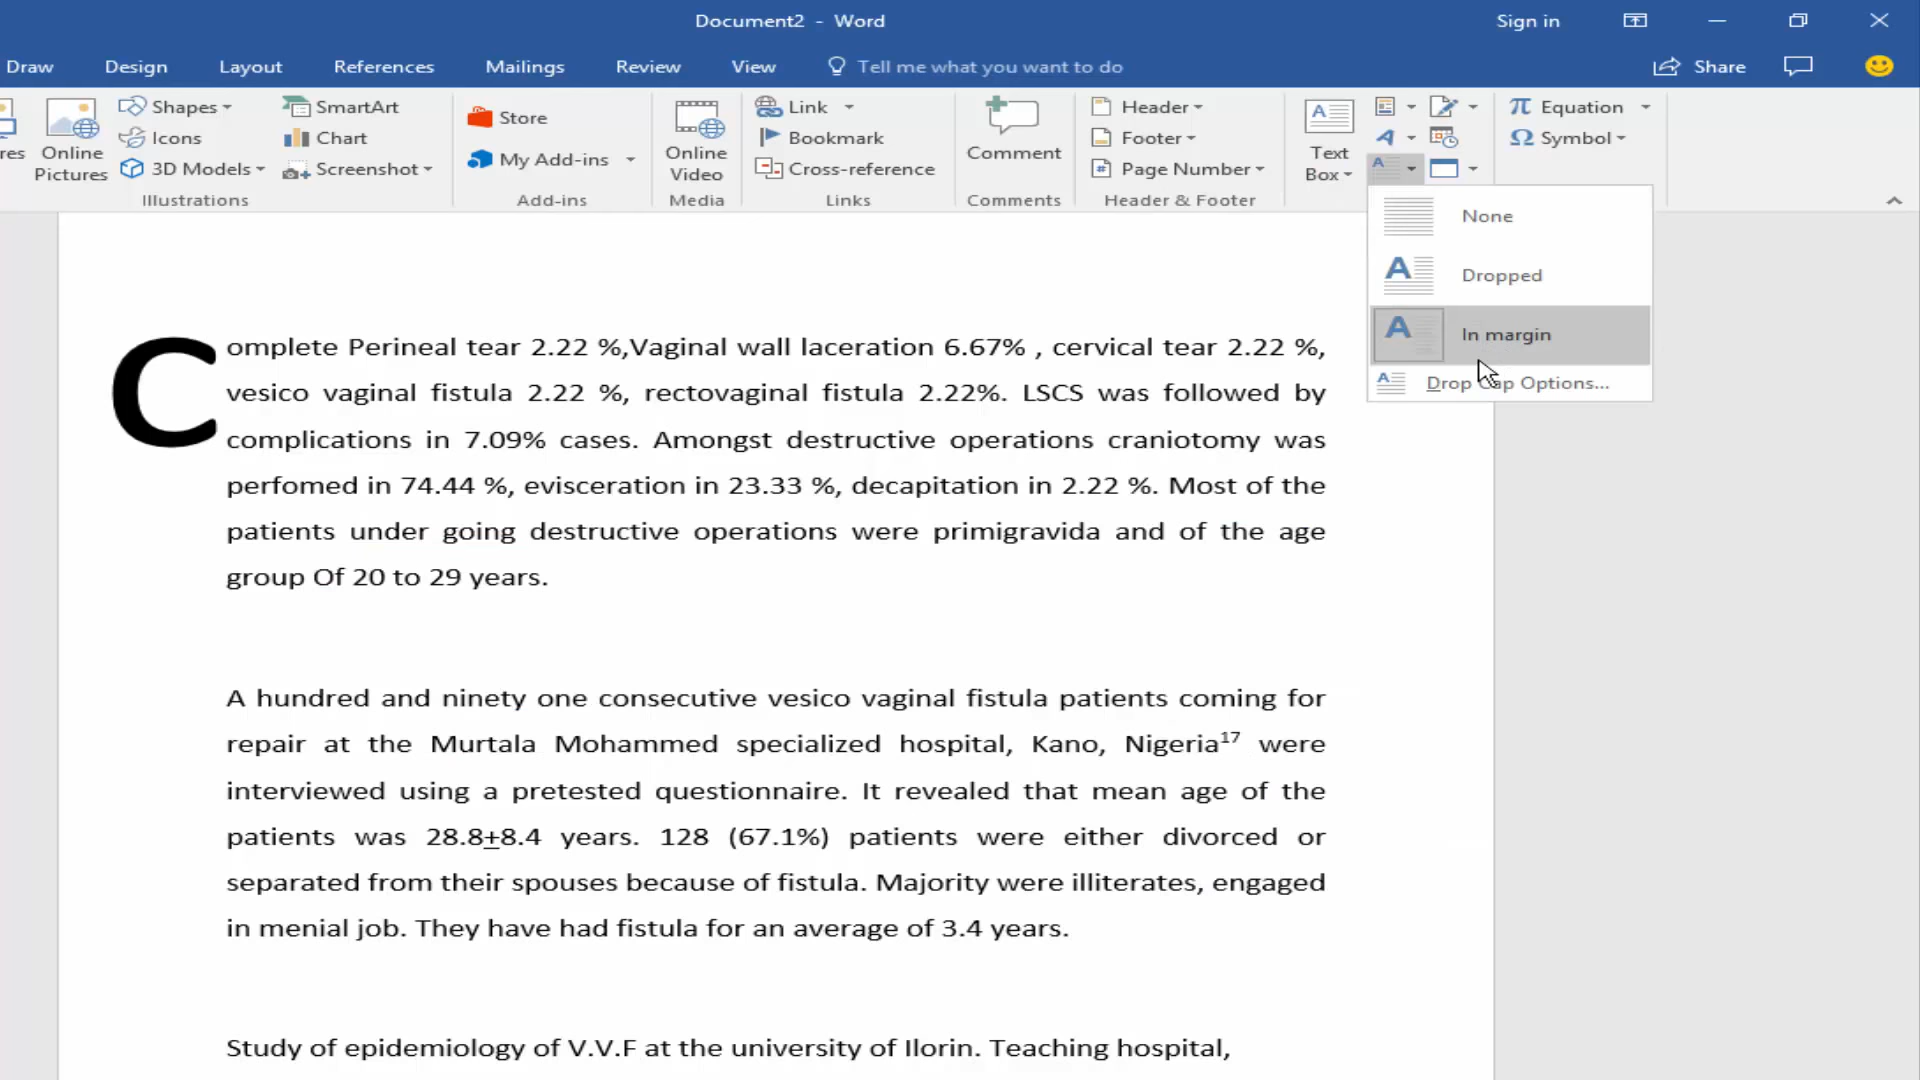 Document2 - Word
Sign in
Draw Design Layout References Mailings Review View Tell me what you want to do Share
res Online Pictures
Shapes
Icons
3D Models
SmartArt
Chart
Screenshot
Illustrations
Store
My Add-ins
Add-ins
Online Video
Media
Link
Bookmark
Cross-reference
Links
Comment
Comments
Header
Footer
Page Number
Header & Footer
Text Box
Equation
Symbol
None
Dropped
In margin
Drop Cap Options...
Complete Perineal tear 2.22 %,Vaginal wall laceration 6.67% , cervical tear 2.22 %,
vesico vaginal fistula 2.22 %, rectovaginal fistula 2.22%. LSCS was followed by
complications in 7.09% cases. Amongst destructive operations craniotomy was
perfomed in 74.44 %, evisceration in 23.33 %, decapitation in 2.22 %. Most of the
patients under going destructive operations were primigravida and of the age
group Of 20 to 29 years.
A hundred and ninety one consecutive vesico vaginal fistula patients coming for
repair at the Murtala Mohammed specialized hospital, Kano, Nigeria17 were
interviewed using a pretested questionnaire. It revealed that mean age of the
patients was 28.8±8.4 years. 128 (67.1%) patients were either divorced or
separated from their spouses because of fistula. Majority were illiterates, engaged
in menial job. They have had fistula for an average of 3.4 years.
Study of epidemiology of V.V.F at the university of Ilorin. Teaching hospital,